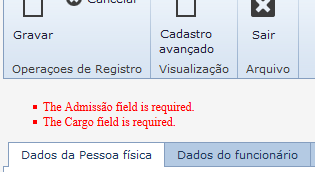 Cancelar
Gravar
Cadastro
avançado
Sair
Operaçoes de Registro
Visualização
Arquivo
The Admissão field is required.
The Cargo field is required.
Dados da Pessoa física
Dados do funcionário